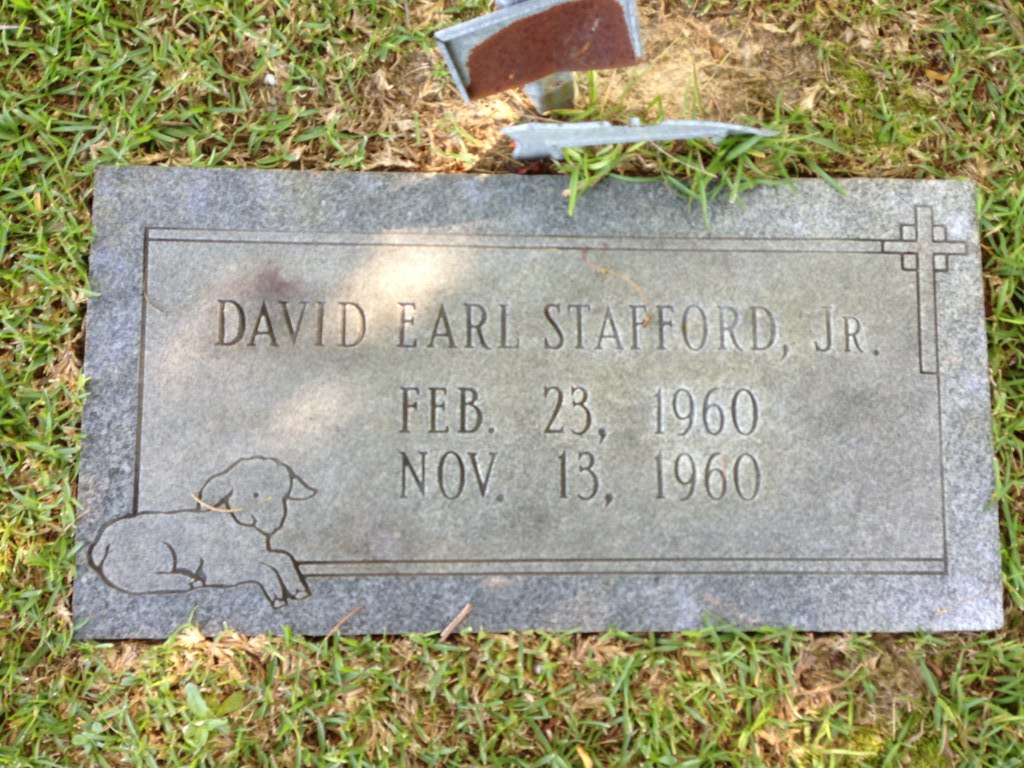 DAVID EARL STAFFORD, JR.
FEB. 23, 1960
NOV. 13, 1960